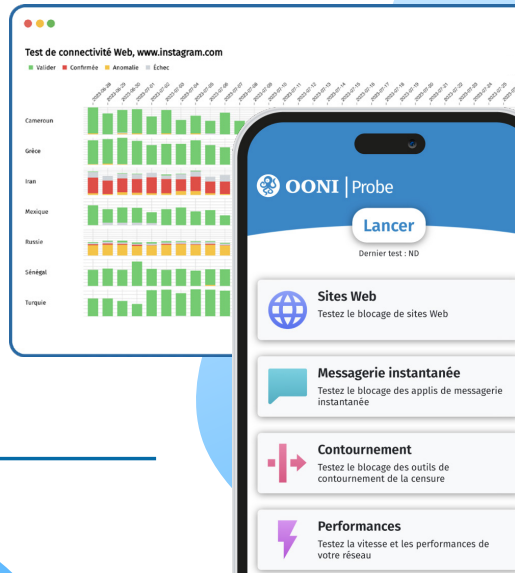 Test de connectivité Web, www.instagram.com
Valider Confirmée Anomalie Échec
Cameroun
Grèce
Iran
Mexique
Russie
Sénégal
Turquie
OONI | Probe
Lancer
Dernier test : ND
Sites Web
Testez le blocage de sites Web
Messagerie instantanée
Testez le blocage des applis de messagerie
instantanée
Contournement
Testez le blocage des outils de
contournement de la censure
Performances
Testez la vitesse et les performances de
votre réseau